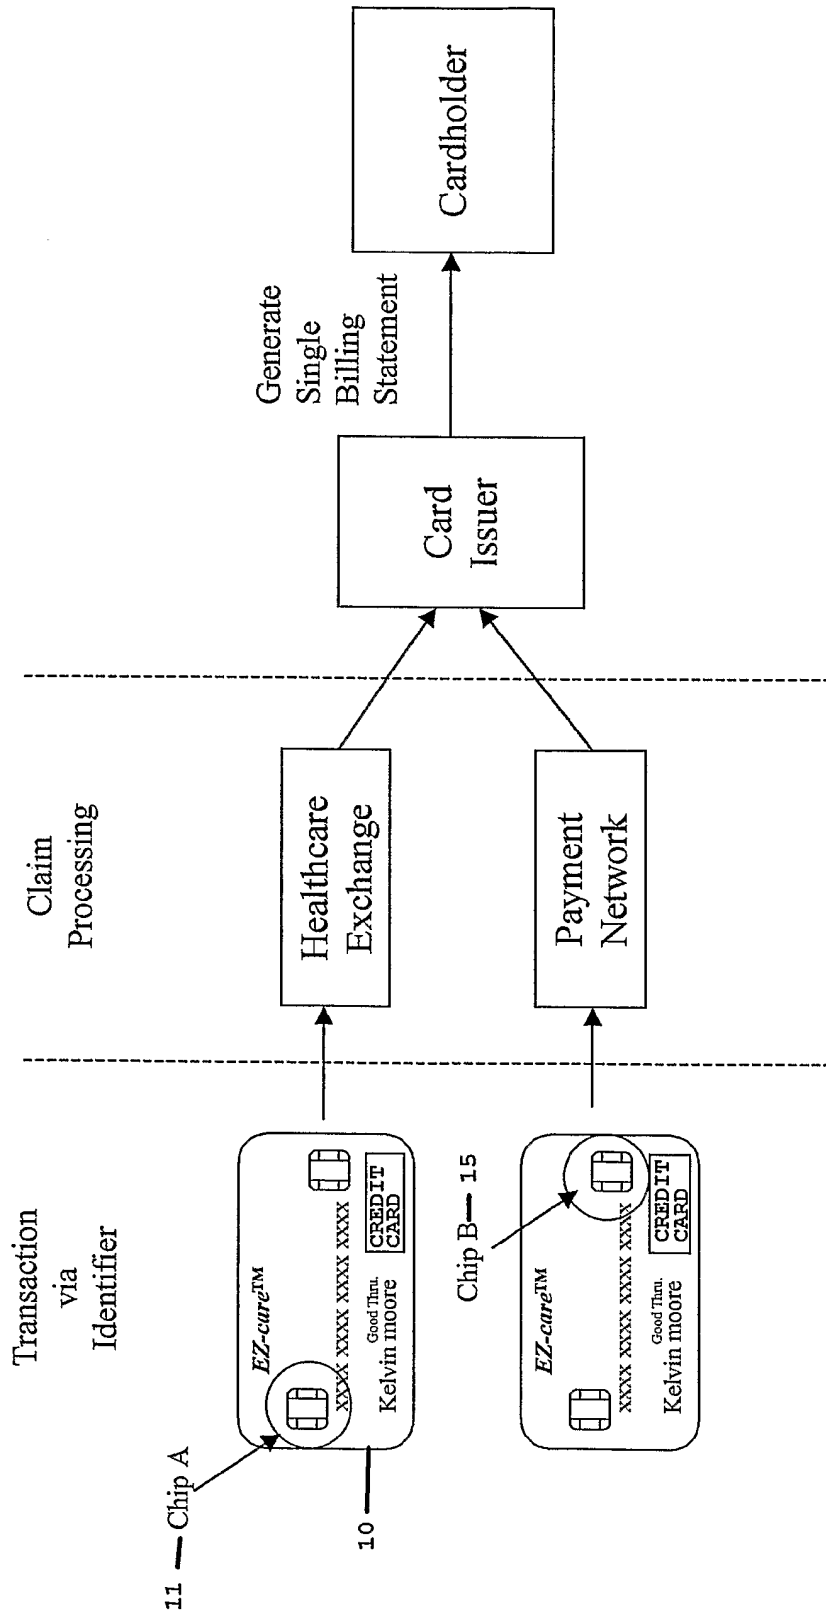 Transaction
via
Identifier
Claim
Processing
11
Chip A
EZ-care™
XXXX XXXX XXXX XXXX
Good Thru.
Kelvin moore
CREDIT
CARD
10
Healthcare
Exchange
Chip B
15
EZ-care™
XXXX XXXX XXXX XXXX
Good Thru.
Kelvin moore
CREDIT
CARD
Payment
Network
Card
Issuer
Generate
Single
Billing
Statement
Cardholder